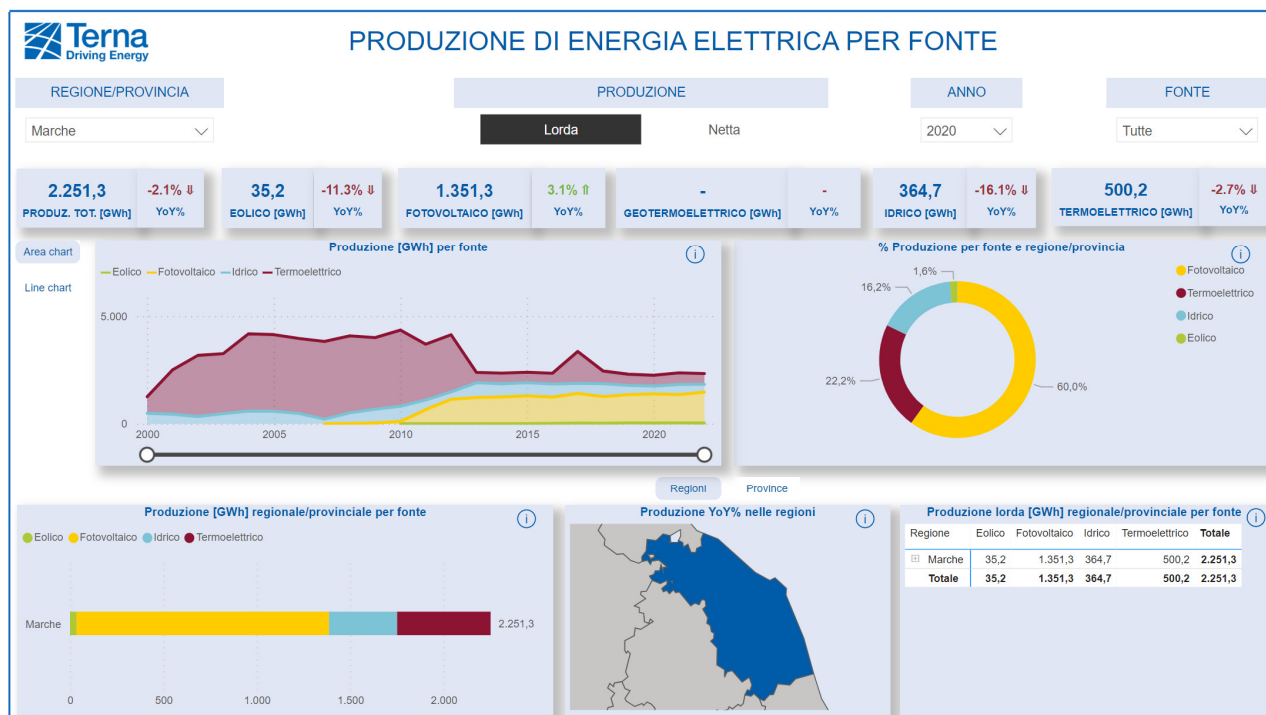 Terna
Driving Energy
PRODUZIONE DI ENERGIA ELETTRICA PER FONTE
REGIONE/PROVINCIA
PRODUZIONE
ANNO
FONTE
Marche
Lorda
Netta
2020
Tutte
2.251,3
PRODUZ. TOT. [GWh]
-2.1% ⇓
YoY%
35,2
EOLICO [GWh]
-11.3% ⇓
YoY%
1.351,3
FOTOVOLTAICO [GWh]
3.1% ⇑
YoY%
-
GEOTERMOELETTRICO [GWh]
-
YoY%
364,7
IDRICO [GWh]
-16.1% ⇓
YoY%
500,2
TERMOELETTRICO [GWh]
-2.7% ⇓
YoY%
Area chart
Line chart
Produzione [GWh] per fonte
Eolico Fotovoltaico Idrico Termoelettrico
5.000
0
2000 2005 2010 2015 2020
% Produzione per fonte e regione/provincia
1,6%
16,2%
22,2%
60,0%
Fotovoltaico
Termoelettrico
Idrico
Eolico
Regioni
Province
Produzione [GWh] regionale/provinciale per fonte
Eolico Fotovoltaico Idrico Termoelettrico
Marche
2.251,3
0 500 1.000 1.500 2.000
Produzione YoY% nelle regioni
Produzione lorda [GWh] regionale/provinciale per fonte
Regione Eolico Fotovoltaico Idrico Termoelettrico Totale
Marche 35,2 1.351,3 364,7 500,2 2.251,3
Totale 35,2 1.351,3 364,7 500,2 2.251,3